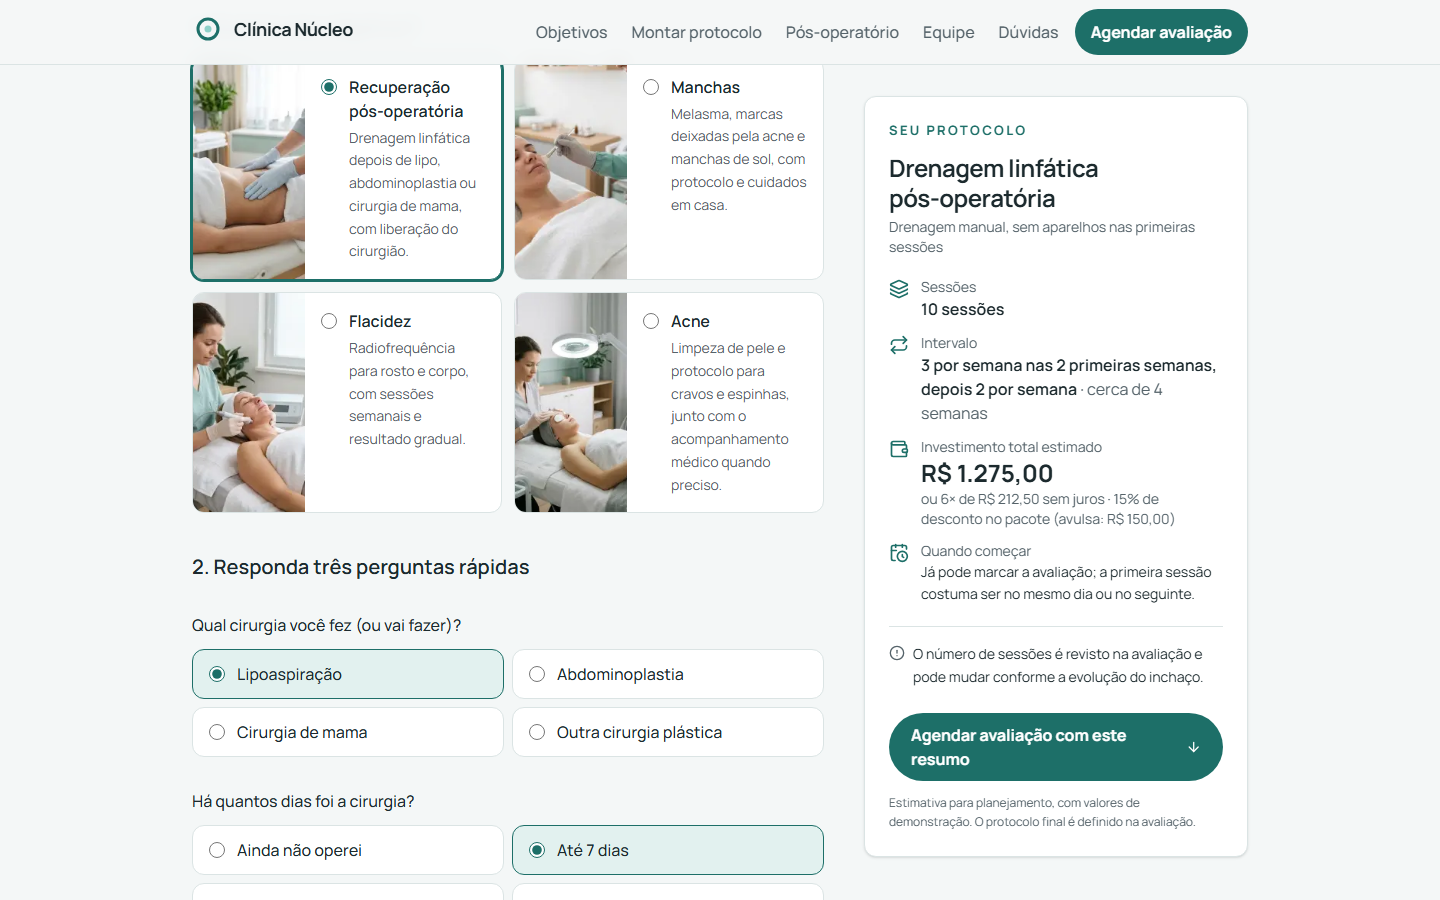 Clínica Núcleo
Objetivos
Montar protocolo
Pós-operatório
Equipe
Dúvidas
Agendar avaliação
Recuperação
pós-operatória
Drenagem linfática
depois de lipo,
abdominoplastia ou
cirurgia de mama,
com liberação do
cirurgião.
Manchas
Melasma, marcas
deixadas pela acne e
manchas de sol, com
protocolo e cuidados
em casa.
Flacidez
Radiofrequência
para rosto e corpo,
com sessões
semanais e
resultado gradual.
Acne
Limpeza de pele e
protocolo para
cravos e espinhas,
junto com o
acompanhamento
médico quando
preciso.
2. Responda três perguntas rápidas
Qual cirurgia você fez (ou vai fazer)?
Lipoaspiração
Abdominoplastia
Cirurgia de mama
Outra cirurgia plástica
Há quantos dias foi a cirurgia?
Ainda não operei
Até 7 dias
SEU PROTOCOLO
Drenagem linfática
pós-operatória
Drenagem manual, sem aparelhos nas primeiras
sessões
Sessões
10 sessões
Intervalo
3 por semana nas 2 primeiras semanas,
depois 2 por semana · cerca de 4
semanas
Investimento total estimado
R$ 1.275,00
ou 6× de R$ 212,50 sem juros · 15% de
desconto no pacote (avulsa: R$ 150,00)
Quando começar
Já pode marcar a avaliação; a primeira sessão
costuma ser no mesmo dia ou no seguinte.
O número de sessões é revisto na avaliação e
pode mudar conforme a evolução do inchaço.
Agendar avaliação com este
resumo
Estimativa para planejamento, com valores de
demonstração. O protocolo final é definido na avaliação.